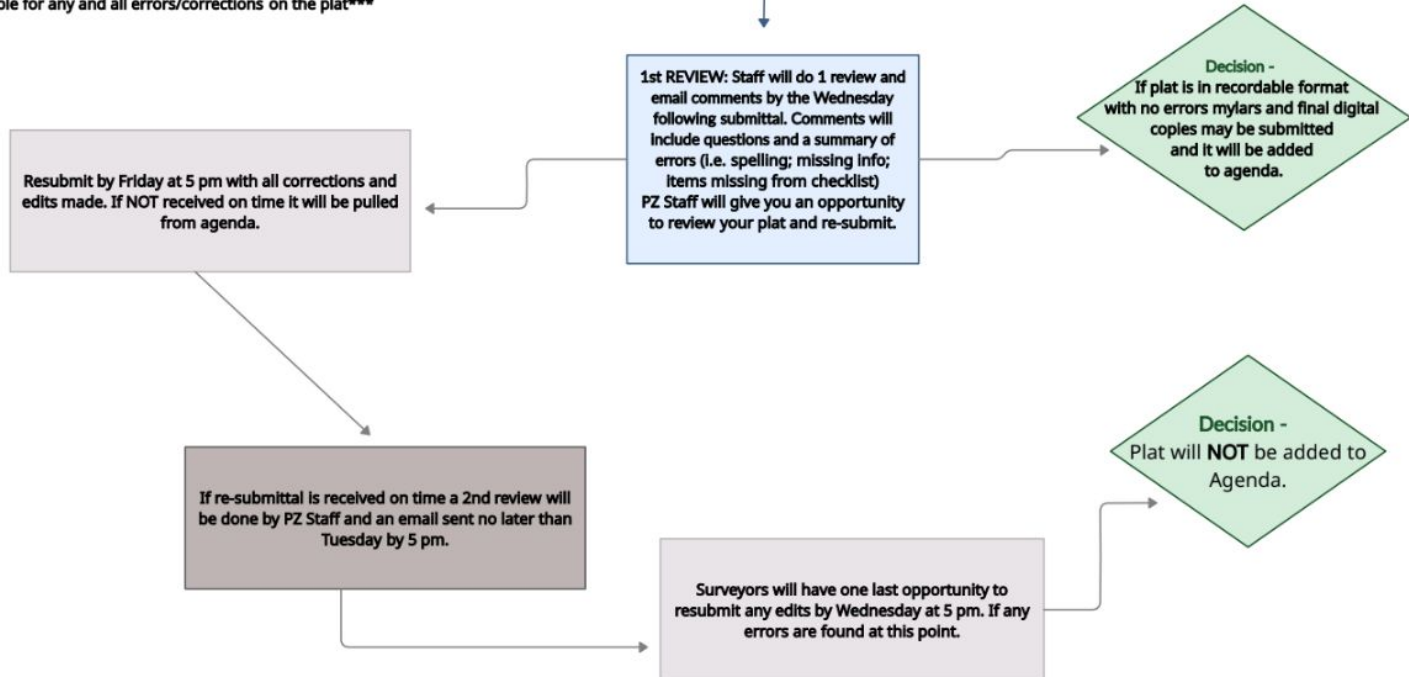 ble for any and all errors/corrections on the plat***
1st REVIEW: Staff will do 1 review and
email comments by the Wednesday
following submittal. Comments will
include questions and a summary of
errors (i.e. spelling; missing info;
items missing from checklist)
PZ Staff will give you an opportunity
to review your plat and re-submit.
Decision -
If plat is in recordable format
with no errors mylars and final digital
copies may be submitted
and it will be added
to agenda.
Resubmit by Friday at 5 pm with all corrections and
edits made. If NOT received on time it will be pulled
from agenda.
If re-submittal is received on time a 2nd review will
be done by PZ Staff and an email sent no later than
Tuesday by 5 pm.
Surveyors will have one last opportunity to
resubmit any edits by Wednesday at 5 pm. If any
errors are found at this point.
Decision -
Plat will NOT be added to
Agenda.